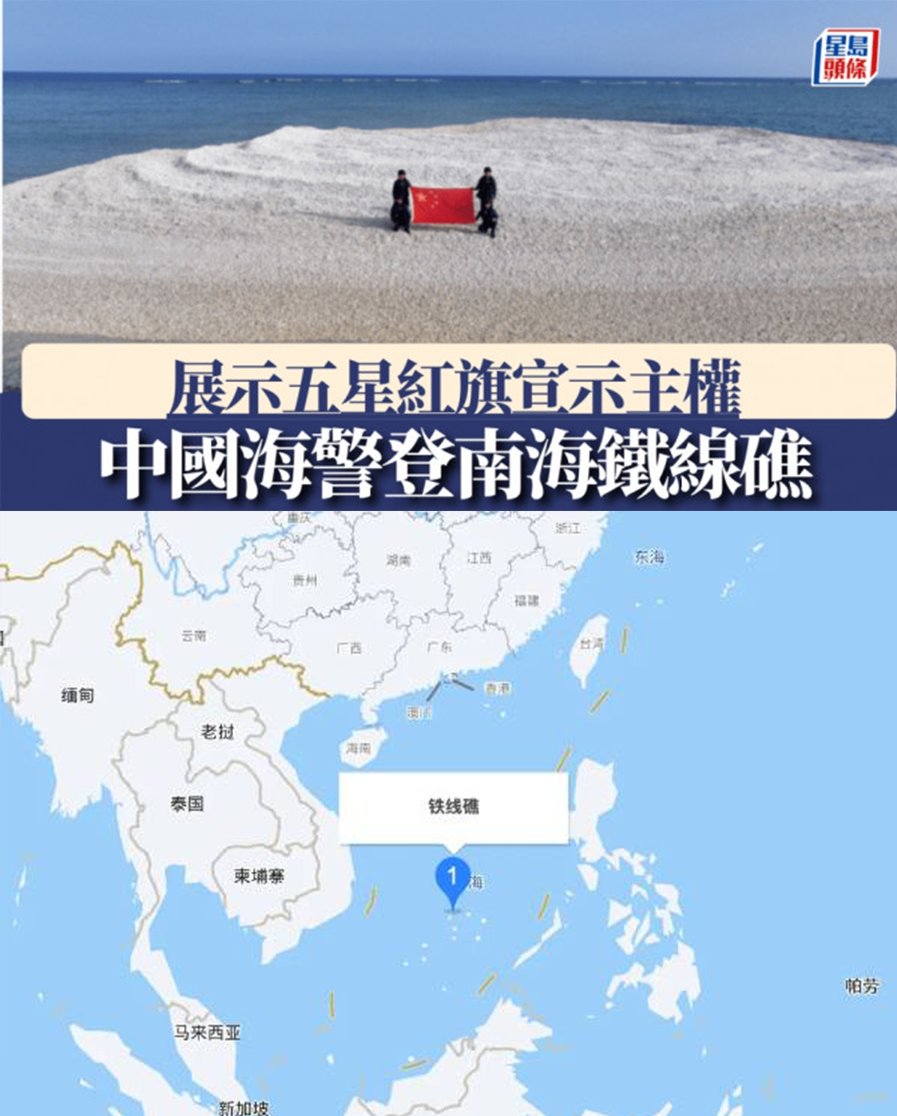 星島
頭條
展示五星紅旗宣示主權
中國海警登南海鐵線礁
重庆
浙江
湖南
江西
东海
贵州
福建
云南
广西
广东
台湾
缅甸
香港
澳门
老挝
海南
泰国
铁线礁
1
海
柬埔寨
帕劳
马来西亚
新加坡